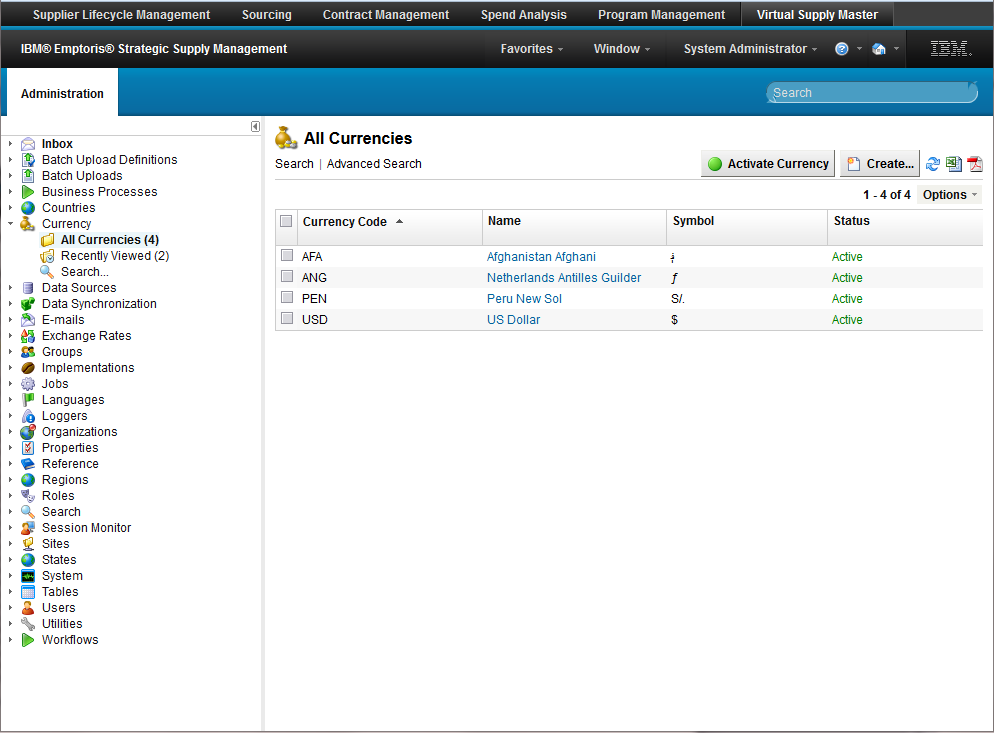 Supplier Lifecycle Management Sourcing Contract Management Spend Analysis Program Management Virtual Supply Master
IBM® Emptoris® Strategic Supply Management Favorites Window System Administrator IBM.
Administration Search
All Currencies
Search | Advanced Search Activate Currency Create...
1 - 4 of 4 Options
Currency Code Name Symbol Status
AFA Afghanistan Afghani Active
ANG Netherlands Antilles Guilder ƒ Active
PEN Peru New Sol S/. Active
USD US Dollar $ Active
Inbox
Batch Upload Definitions
Batch Uploads
Business Processes
Countries
Currency
All Currencies (4)
Recently Viewed (2)
Search...
Data Sources
Data Synchronization
E-mails
Exchange Rates
Groups
Implementations
Jobs
Languages
Loggers
Organizations
Properties
Reference
Regions
Roles
Search
Session Monitor
Sites
States
System
Tables
Users
Utilities
Workflows